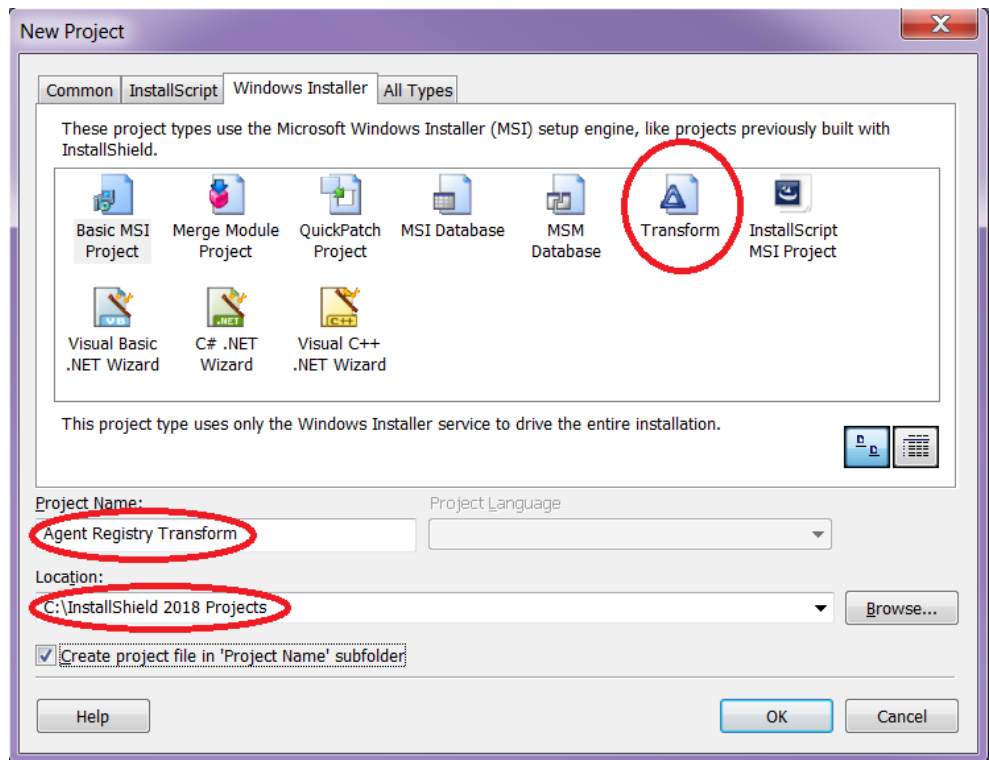 New Project
X
Common InstallScript Windows Installer All Types
These project types use the Microsoft Windows Installer (MSI) setup engine, like projects previously built with
InstallShield.
Basic MSI Merge Module QuickPatch MSI Database MSM Transform InstallScript
Project Project Project Database MSI Project
VB .NET C++
Visual Basic C# .NET Visual C++
.NET Wizard Wizard .NET Wizard
This project type uses only the Windows Installer service to drive the entire installation.
Project Name: Project Language
Agent Registry Transform
Location:
C:\InstallShield 2018 Projects Browse...
Create project file in 'Project Name' subfolder
Help OK Cancel